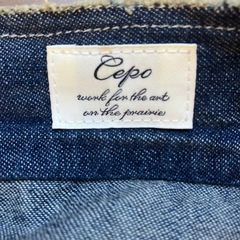 Cepo
work for the art
on the prairie